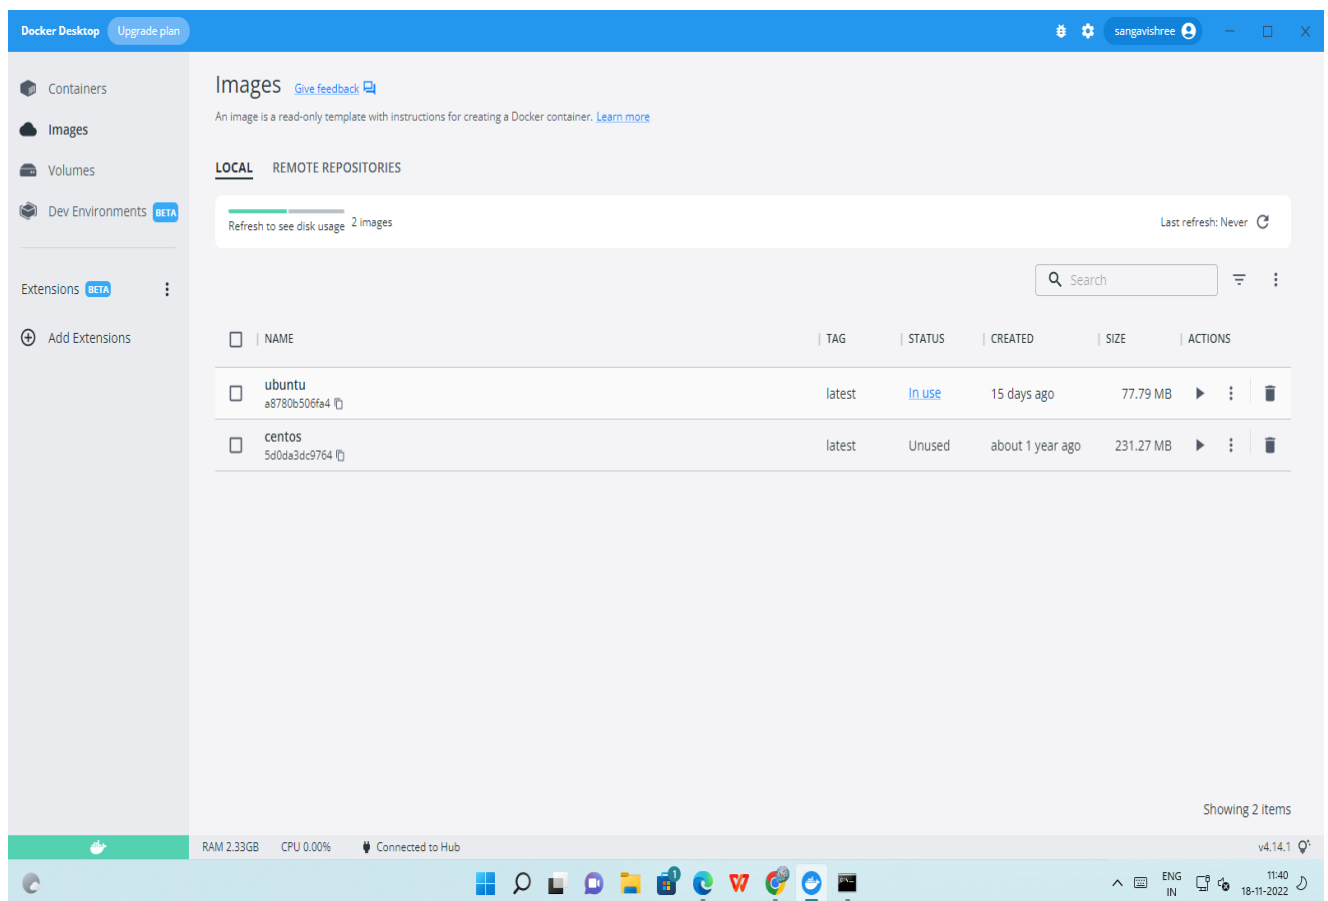 Docker Desktop Upgrade plan sangavishree
Containers
Images
Volumes
Dev Environments BETA
Extensions BETA
Add Extensions
Images Give feedback
An image is a read-only template with instructions for creating a Docker container. Learn more
LOCAL REMOTE REPOSITORIES
Refresh to see disk usage 2 images Last refresh: Never
Search
NAME TAG STATUS CREATED SIZE ACTIONS
ubuntu latest In use 15 days ago 77.79 MB
a8780b506fa4
centos latest Unused about 1 year ago 231.27 MB
5d0da3dc9764
Showing 2 items
RAM 2.33GB CPU 0.00% Connected to Hub v4.14.1
1
ENG 11:40
IN 18-11-2022